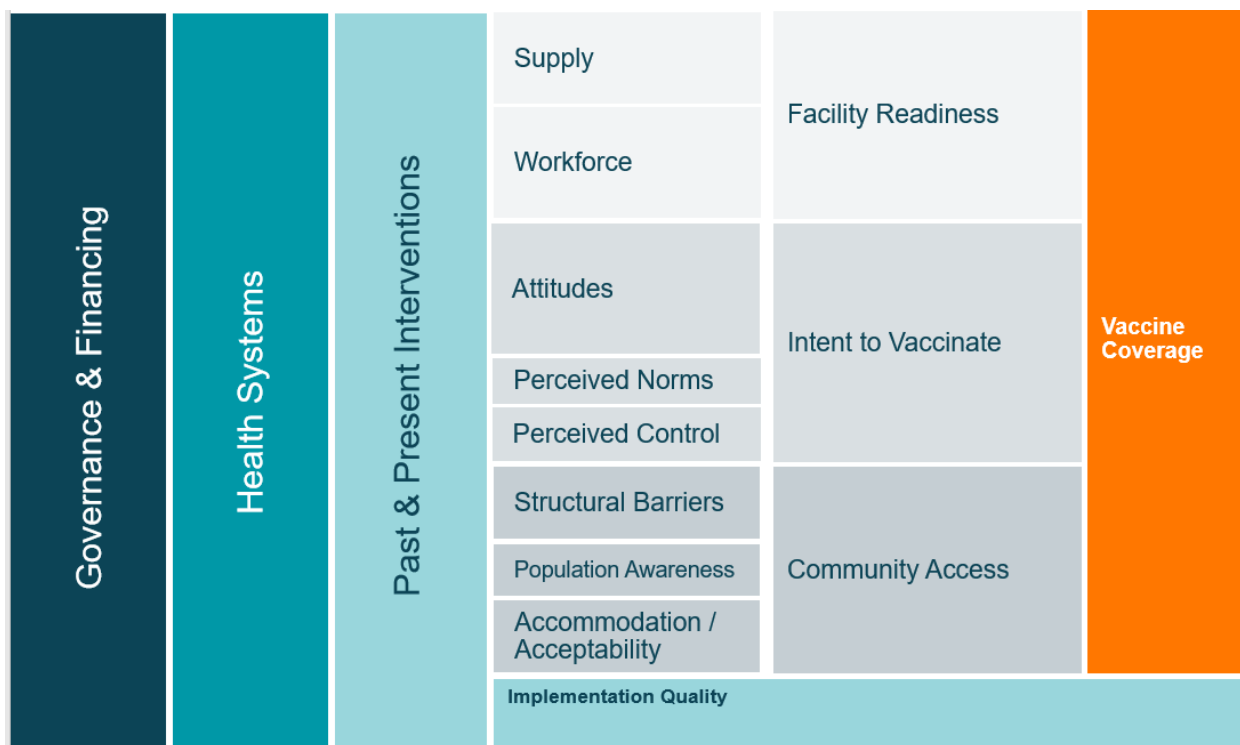 Governance & Financing
Health Systems
Past & Present Interventions
Supply
Workforce
Attitudes
Perceived Norms
Perceived Control
Structural Barriers
Population Awareness
Accommodation /
Acceptability
Facility Readiness
Intent to Vaccinate
Community Access
Vaccine
Coverage
Implementation Quality